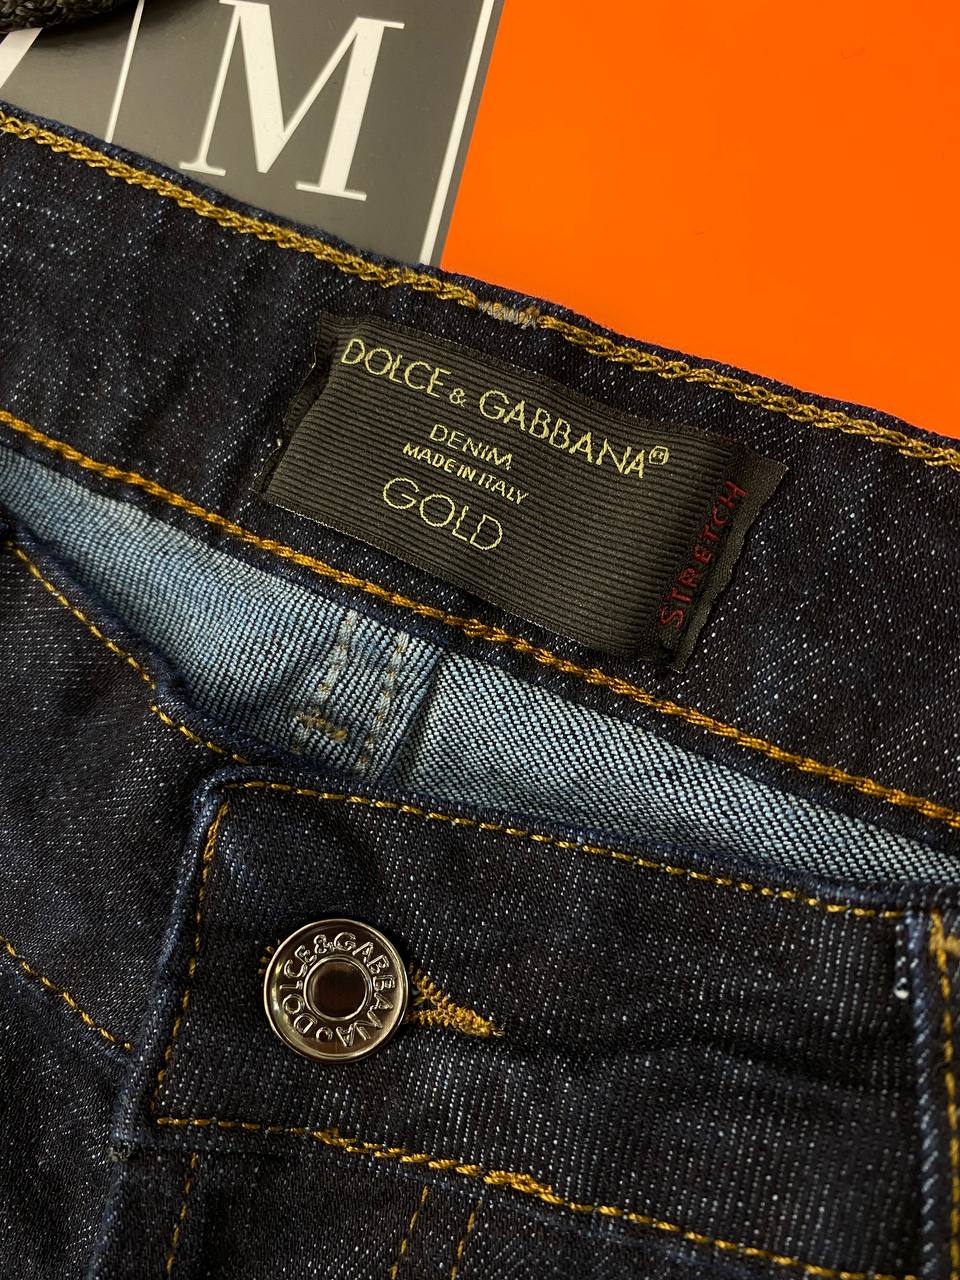 M
DOLCE & GABBANA®
DENIM
MADE IN ITALY
GOLD
STRETCH
DOLCE&GABBANA